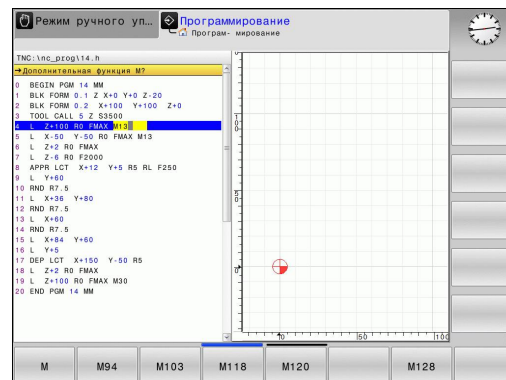 Режим ручного уп...
Программирование
Програм- мирование
TNC:\nc_prog\14.h
→Дополнительная функция M?
0 BEGIN PGM 14 MM
1 BLK FORM 0.1 Z X+0 Y+0 Z-20
2 BLK FORM 0.2 X+100 Y+100 Z+0
3 TOOL CALL 5 Z S3500
4 L Z+100 R0 FMAX M13
5 L X-50 Y-50 R0 FMAX M13
6 L Z+2 R0 FMAX
7 L Z-6 R0 F2000
8 APPR LCT X+12 Y+5 R5 RL F250
9 L Y+60
10 RND R7.5
11 L X+36 Y+80
12 RND R7.5
13 L X+60
14 RND R7.5
15 L X+84 Y+60
16 L Y+5
17 DEP LCT X+150 Y-50 R5
18 L Z+2 R0 FMAX
19 L Z+100 R0 FMAX M30
20 END PGM 14 MM
100
50
0
0 50 100
M M94 M103 M118 M120 M128